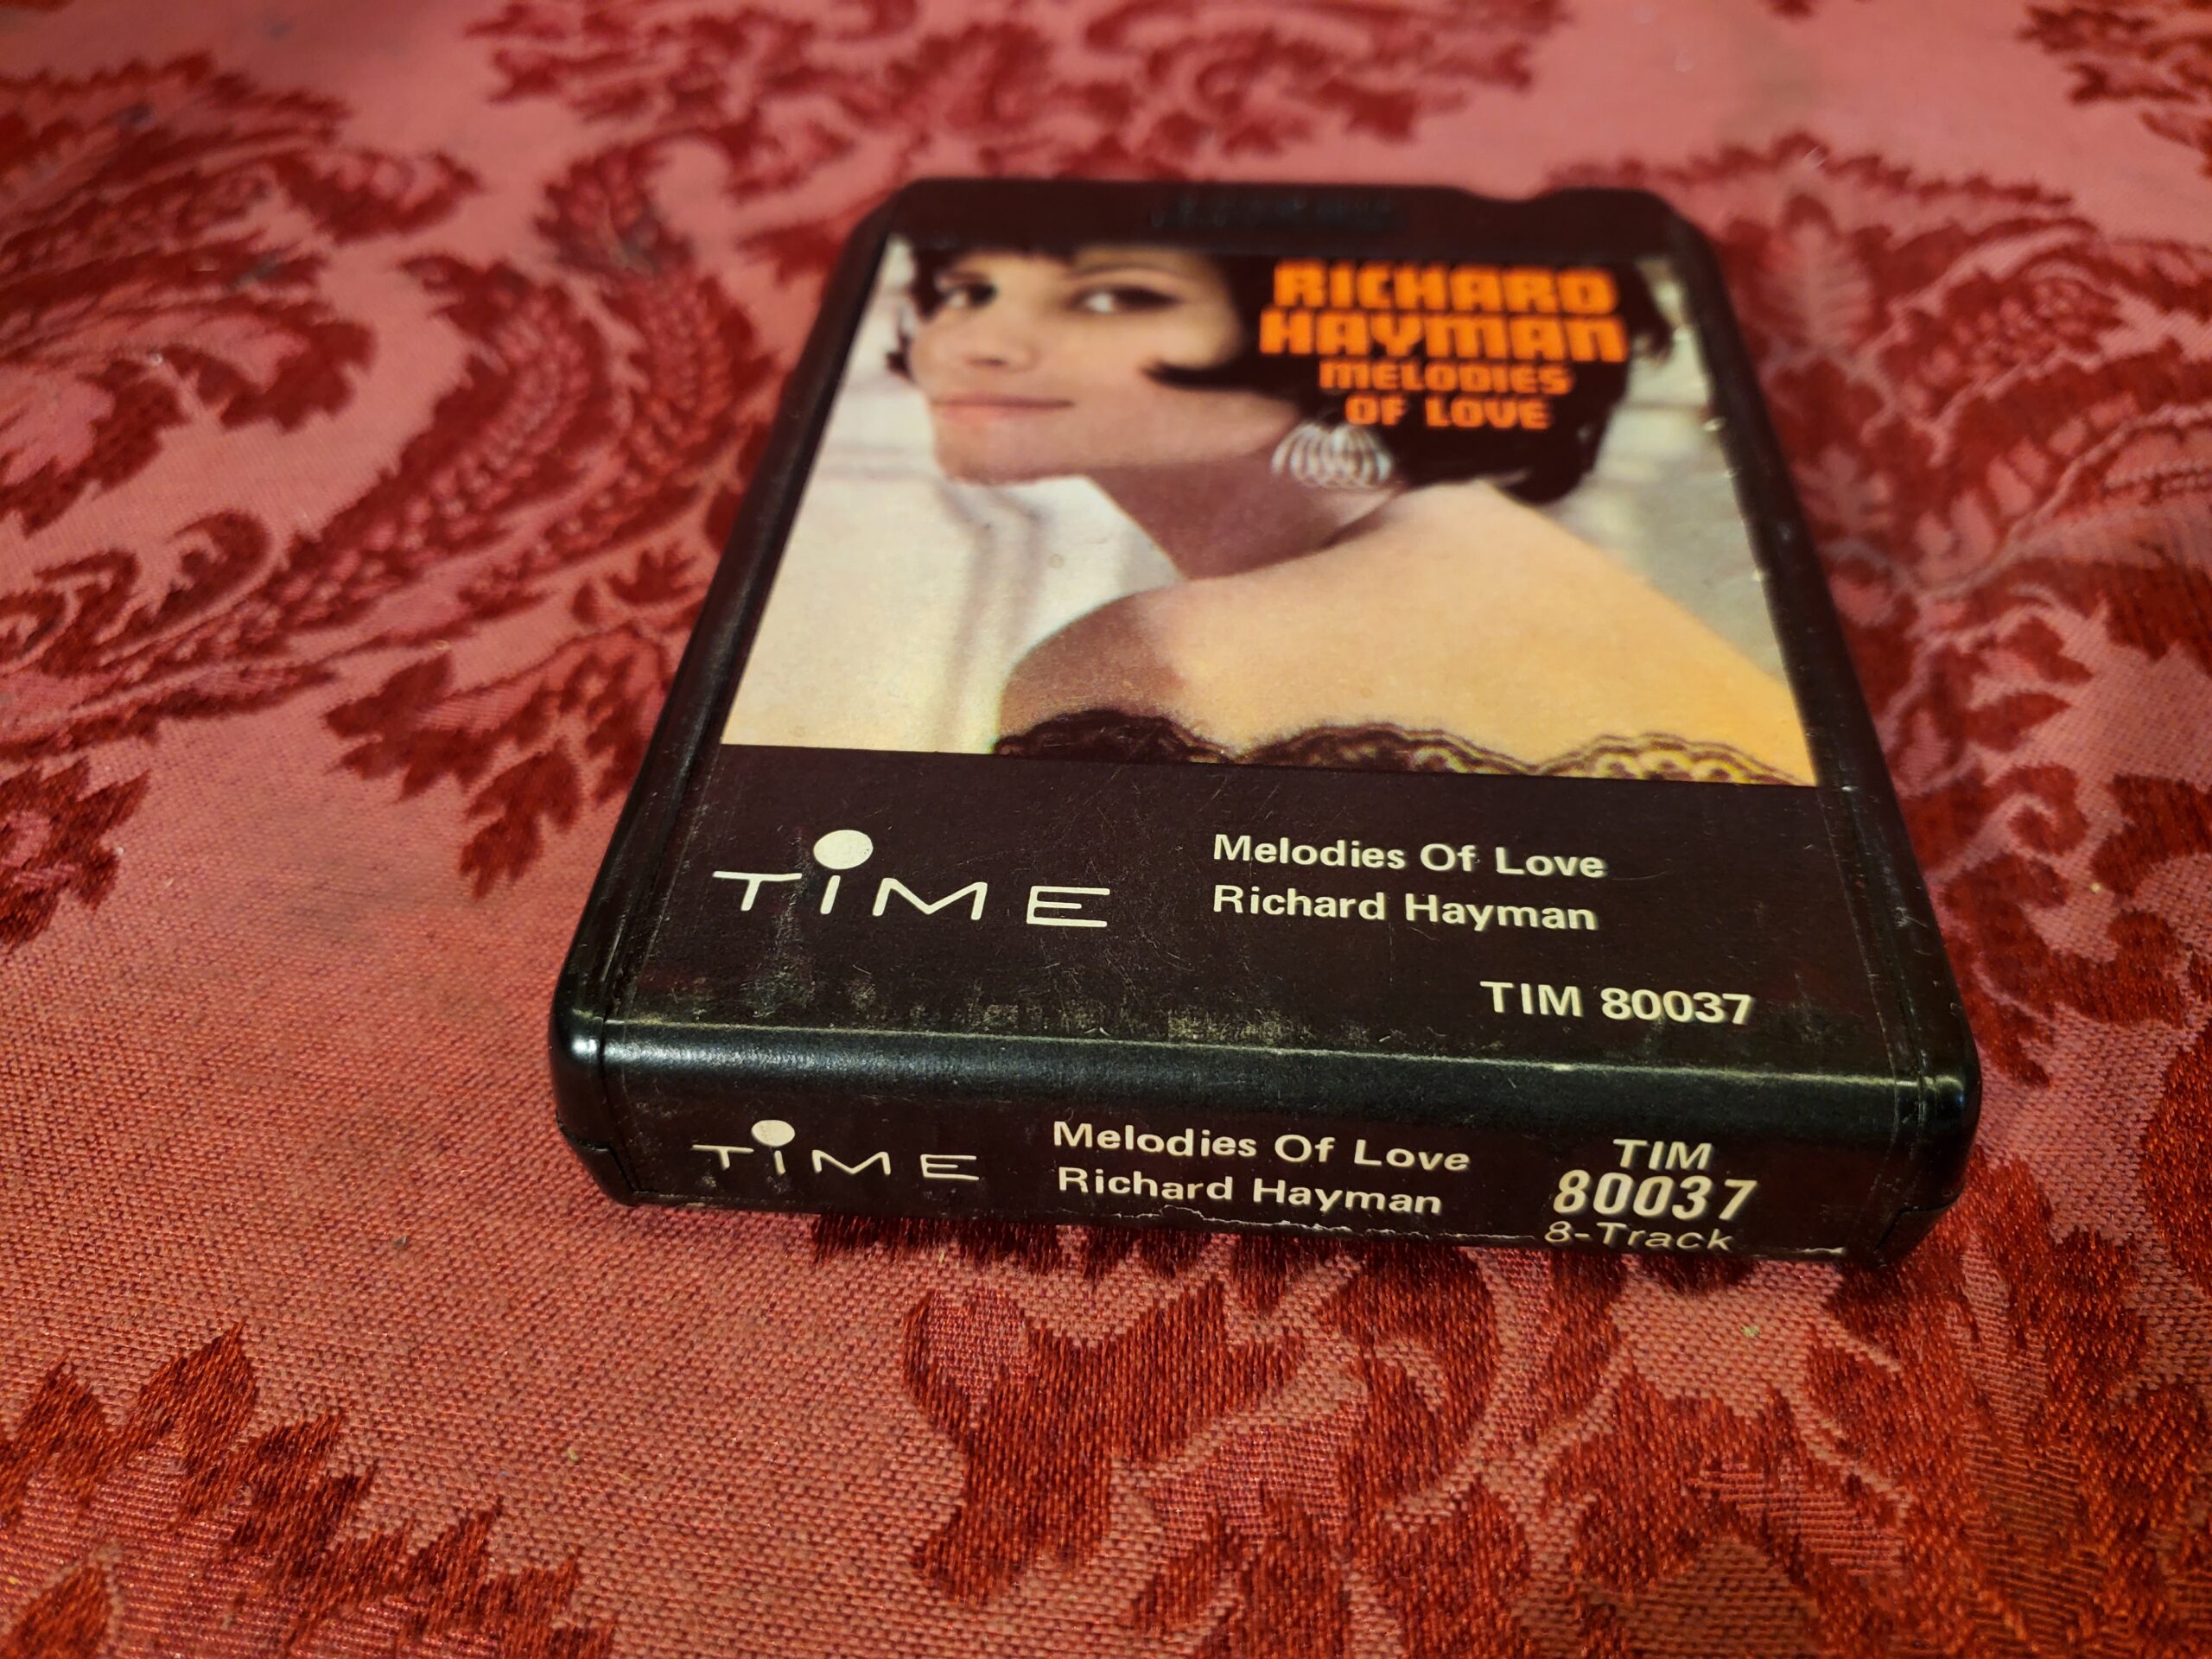 RICHARD
HAYMAN
MELODIES
OF LOVE
TIME
Melodies Of Love
Richard Hayman
TIM 80037
TIME
Melodies Of Love
Richard Hayman
TIM
80037
8-Track